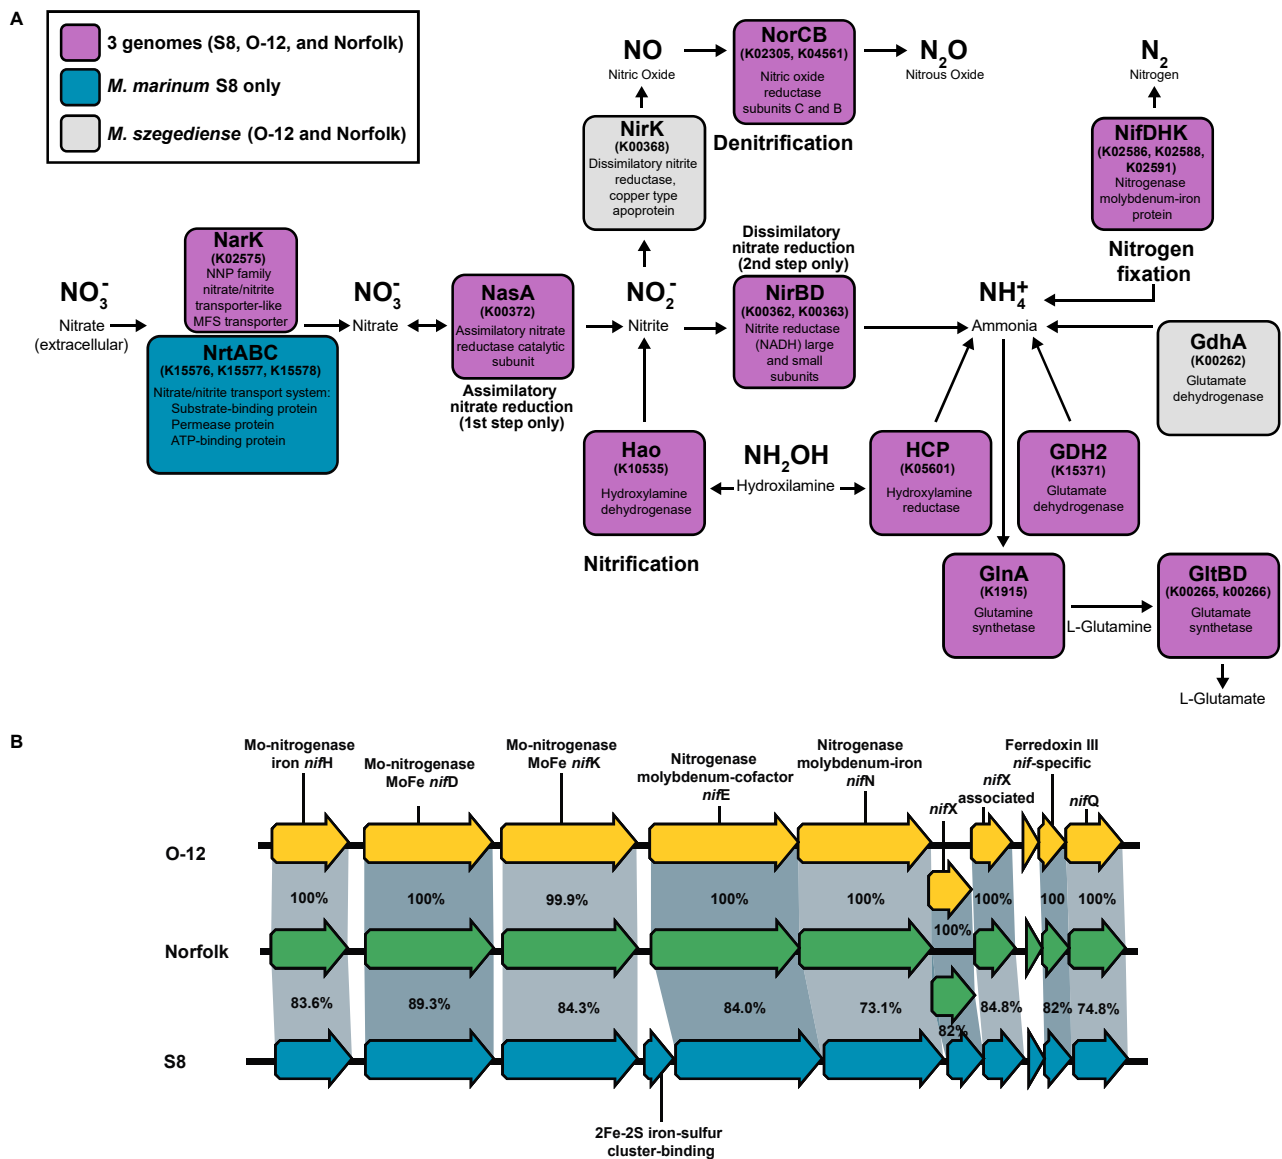 A
3 genomes (S8, O-12, and Norfolk)
M. marinum S8 only
M. szegediense (O-12 and Norfolk)
NO
Nitric Oxide
NorCB
(K02305, K04561)
Nitric oxide
reductase
subunits C and B
N2O
Nitrous Oxide
N2
Nitrogen
Denitrification
NirK
(K00368)
Dissimilatory nitrite
reductase,
copper type
apoprotein
NifDHK
(K02586, K02588,
K02591)
Nitrogenase
molybdenum-iron
protein
Nitrogen
fixation
NO3-
Nitrate
(extracellular)
NarK
(K02575)
NNP family
nitrate/nitrite
transporter-like
MFS transporter
NrtABC
(K15576, K15577, K15578)
Nitrate/nitrite transport system:
Substrate-binding protein
Permease protein
ATP-binding protein
NO3-
Nitrate
NasA
(K00372)
Assimilatory nitrate
reductase catalytic
subunit
Assimilatory
nitrate reduction
(1st step only)
NO2-
Nitrite
Dissimilatory
nitrate reduction
(2nd step only)
NirBD
(K00362, K00363)
Nitrite reductase
(NADH) large
and small
subunits
NH4+
Ammonia
GdhA
(K00262)
Glutamate
dehydrogenase
Hao
(K10535)
Hydroxylamine
dehydrogenase
Nitrification
NH2OH
Hydroxilamine
HCP
(K05601)
Hydroxylamine
reductase
GDH2
(K15371)
Glutamate
dehydrogenase
GlnA
(K1915)
Glutamine
synthetase
L-Glutamine
GltBD
(K00265, k00266)
Glutamate
synthetase
L-Glutamate
B
Mo-nitrogenase
iron nifH
Mo-nitrogenase
MoFe nifD
Mo-nitrogenase
MoFe nifK
Nitrogenase
molybdenum-cofactor
nifE
Nitrogenase
molybdenum-iron
nifN
nifX
nifX
associated
Ferredoxin III
nif-specific
nifQ
O-12
100%
100%
99.9%
100%
100%
100%
100%
100
100%
Norfolk
83.6%
89.3%
84.3%
84.0%
73.1%
82%
84.8%
82%
74.8%
S8
2Fe-2S iron-sulfur
cluster-binding